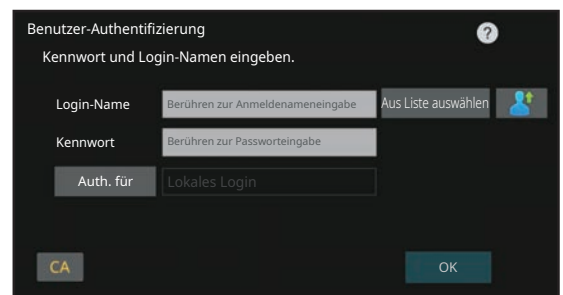 Benutzer-Authentifizierung
?
Kennwort und Login-Namen eingeben.
Login-Name Berühren zur Anmeldenameneingabe Aus Liste auswählen
Kennwort Berühren zur Passworteingabe
Auth. für Lokales Login
CA OK